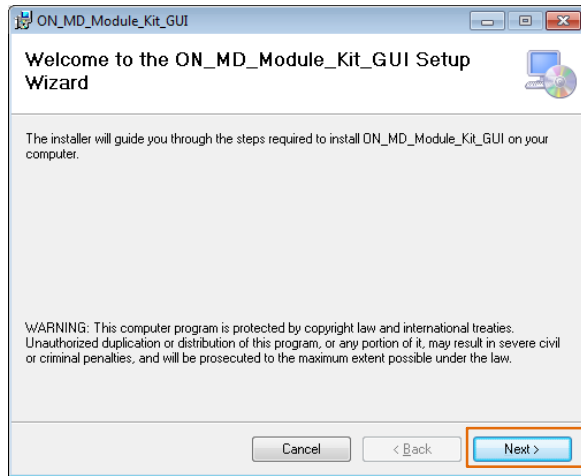 ON_MD_Module_Kit_GUI
Welcome to the ON_MD_Module_Kit_GUI Setup
Wizard
The installer will guide you through the steps required to install ON_MD_Module_Kit_GUI on your
computer.
WARNING: This computer program is protected by copyright law and international treaties.
Unauthorized duplication or distribution of this program, or any portion of it, may result in severe civil
or criminal penalties, and will be prosecuted to the maximum extent possible under the law.
Cancel
< Back
Next >